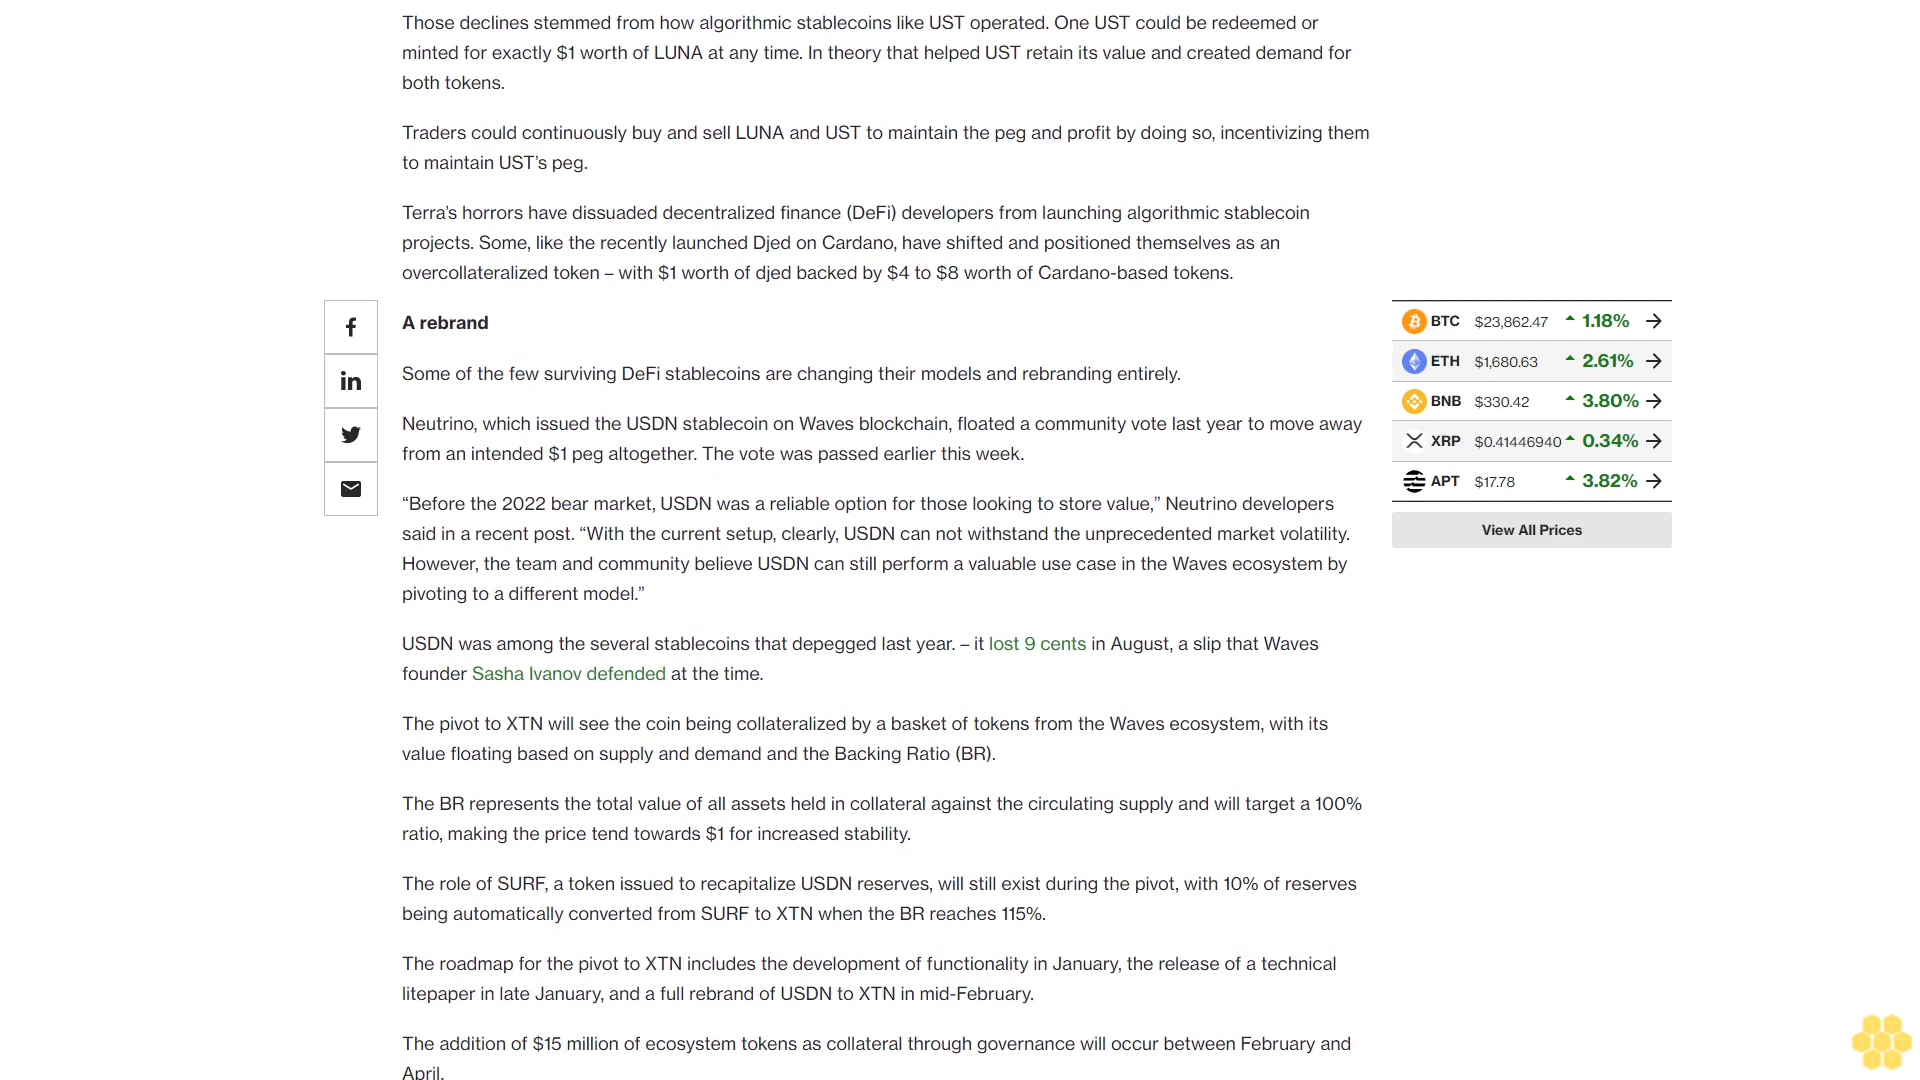 Those declines stemmed from how algorithmic stablecoins like UST operated. One UST could be redeemed or
minted for exactly $1 worth of LUNA at any time. In theory that helped UST retain its value and created demand for
both tokens.
Traders could continuously buy and sell LUNA and UST to maintain the peg and profit by doing so, incentivizing them
to maintain UST’s peg.
Terra’s horrors have dissuaded decentralized finance (DeFi) developers from launching algorithmic stablecoin
projects. Some, like the recently launched Djed on Cardano, have shifted and positioned themselves as an
overcollateralized token – with $1 worth of djed backed by $4 to $8 worth of Cardano-based tokens.
A rebrand
Some of the few surviving DeFi stablecoins are changing their models and rebranding entirely.
Neutrino, which issued the USDN stablecoin on Waves blockchain, floated a community vote last year to move away
from an intended $1 peg altogether. The vote was passed earlier this week.
“Before the 2022 bear market, USDN was a reliable option for those looking to store value,” Neutrino developers
said in a recent post. “With the current setup, clearly, USDN can not withstand the unprecedented market volatility.
However, the team and community believe USDN can still perform a valuable use case in the Waves ecosystem by
pivoting to a different model.”
USDN was among the several stablecoins that depegged last year. – it lost 9 cents in August, a slip that Waves
founder Sasha Ivanov defended at the time.
The pivot to XTN will see the coin being collateralized by a basket of tokens from the Waves ecosystem, with its
value floating based on supply and demand and the Backing Ratio (BR).
The BR represents the total value of all assets held in collateral against the circulating supply and will target a 100%
ratio, making the price tend towards $1 for increased stability.
The role of SURF, a token issued to recapitalize USDN reserves, will still exist during the pivot, with 10% of reserves
being automatically converted from SURF to XTN when the BR reaches 115%.
The roadmap for the pivot to XTN includes the development of functionality in January, the release of a technical
litepaper in late January, and a full rebrand of USDN to XTN in mid-February.
The addition of $15 million of ecosystem tokens as collateral through governance will occur between February and
April.
BTC $23,862.47 1.18%
ETH $1,680.63 2.61%
BNB $330.42 3.80%
XRP $0.41446940 0.34%
APT $17.78 3.82%
View All Prices